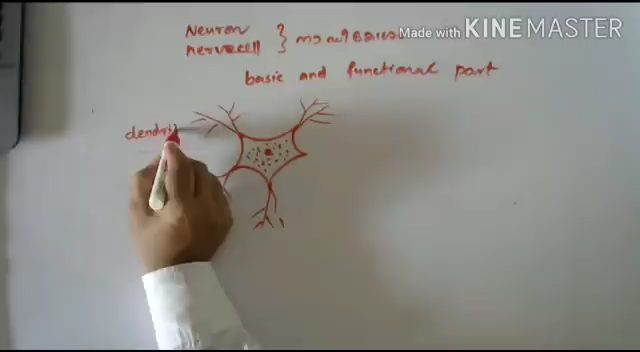 Neuron
nervecell
Made with KINEMASTER
basic and functional part
dendri